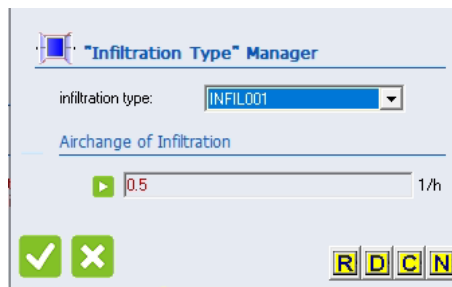 "Infiltration Type" Manager
infiltration type: INFIL001
Airchange of Infiltration
0.5 1/h
R D C N